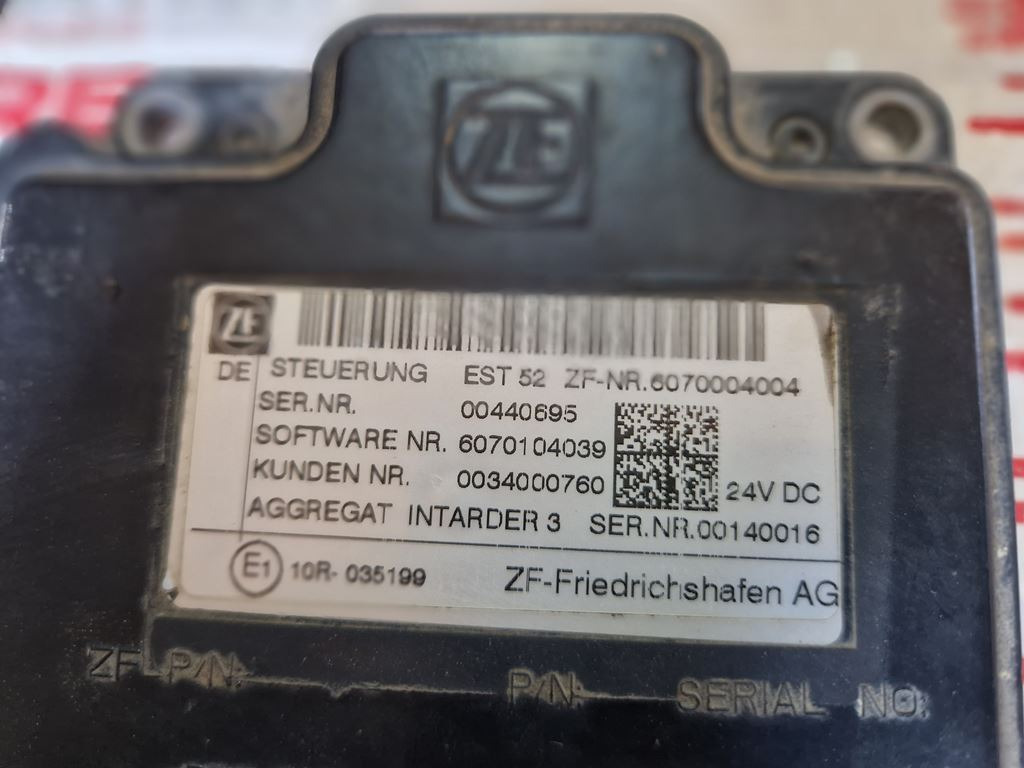 ZF
ZF
DE STEUERUNG EST 52 ZF-NR.6070004004
SER.NR. 00440695
SOFTWARE NR. 6070104039
KUNDEN NR. 0034000760
24V DC
AGGREGAT INTARDER 3 SER.NR.00140016
E1 10R-035199 ZF-Friedrichshafen AG
ZF P/N: P/N: SERIAL NO: